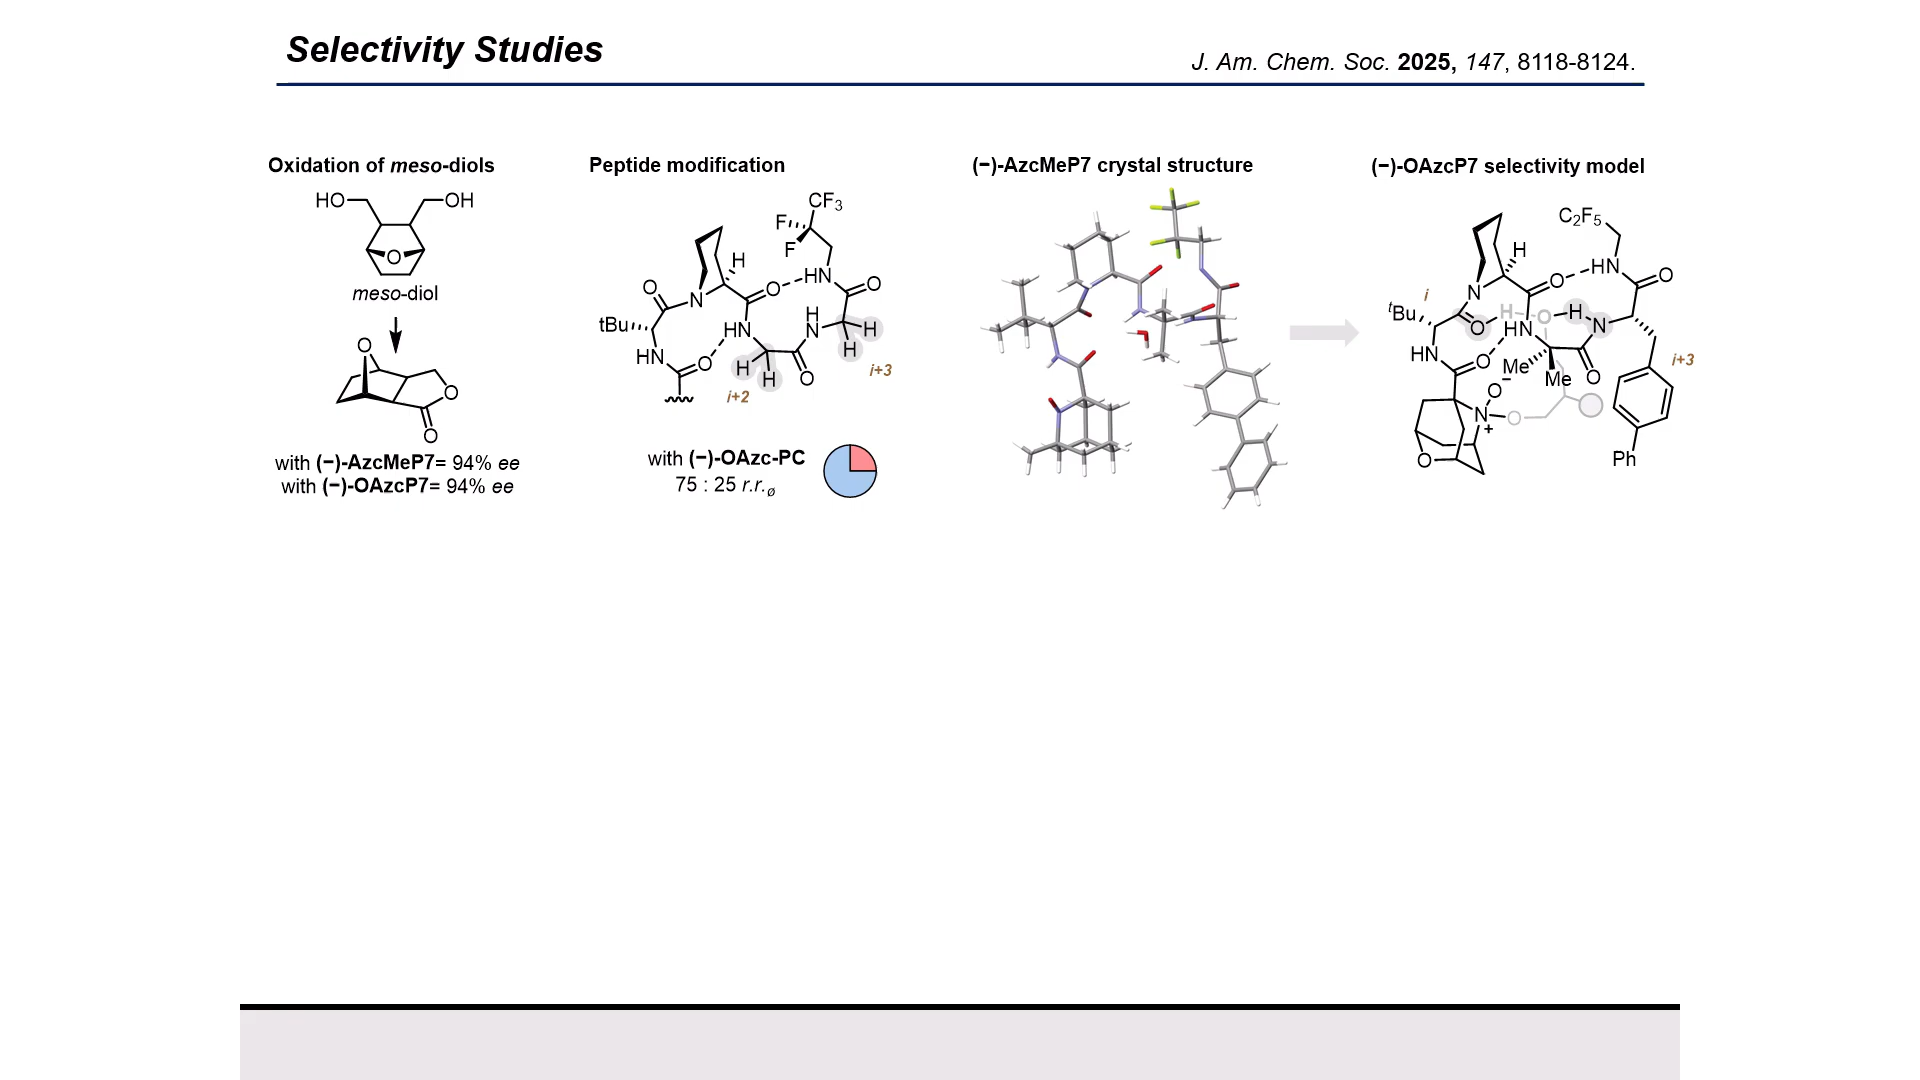 Selectivity Studies
J. Am. Chem. Soc. 2025, 147, 8118-8124.
Oxidation of meso-diols
HO
OH
O
meso-diol
O
O
O
with (−)-AzcMeP7= 94% ee
with (−)-OAzcP7= 94% ee
Peptide modification
CF3
F
F
H
O
N
O
HN
O
tBu
HN
H
N
H
H
HN
O
H
H
O
i+3
i+2
with (−)-OAzc-PC
75 : 25 r.r.ø
(−)-AzcMeP7 crystal structure
(−)-OAzcP7 selectivity model
C2F5
H
HN
O
O
N
i
tBu
O
H
O
H
N
HN
HN
O
Me
Me
O
i+3
O
−
N
+
O
O
Ph